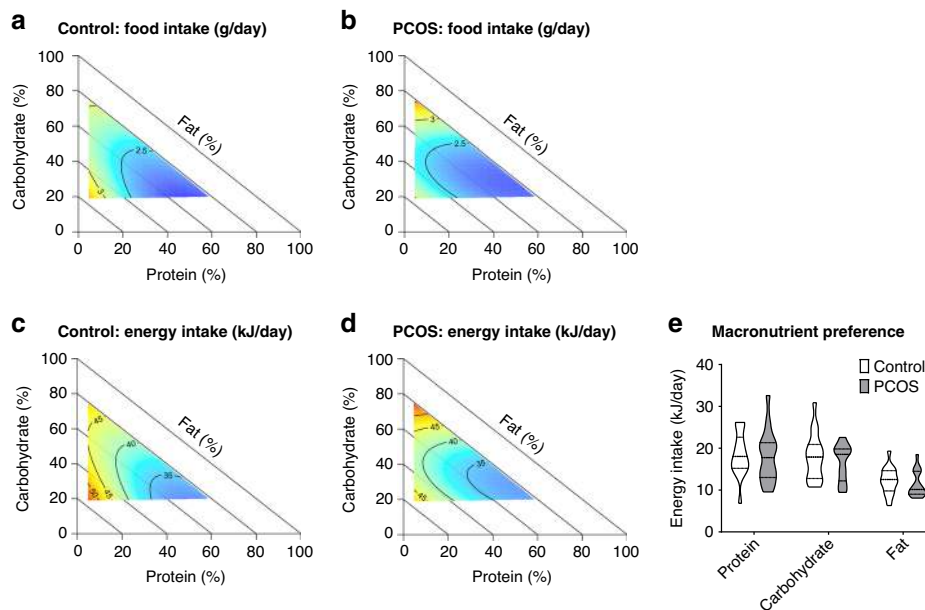 a Control: food intake (g/day)
100
80
60
40
20
0
Carbohydrate (%)
Fat (%)
2.5
3
0 20 40 60 80 100
Protein (%)
b PCOS: food intake (g/day)
100
80
60
40
20
0
Carbohydrate (%)
Fat (%)
3
2.5
0 20 40 60 80 100
Protein (%)
c Control: energy intake (kJ/day)
100
80
60
40
20
0
Carbohydrate (%)
Fat (%)
45
40
35
50
45
0 20 40 60 80 100
Protein (%)
d PCOS: energy intake (kJ/day)
100
80
60
40
20
0
Carbohydrate (%)
Fat (%)
45
40
35
45
0 20 40 60 80 100
Protein (%)
e Macronutrient preference
40
30
20
10
0
Energy intake (kJ/day)
Control
PCOS
Protein
Carbohydrate
Fat